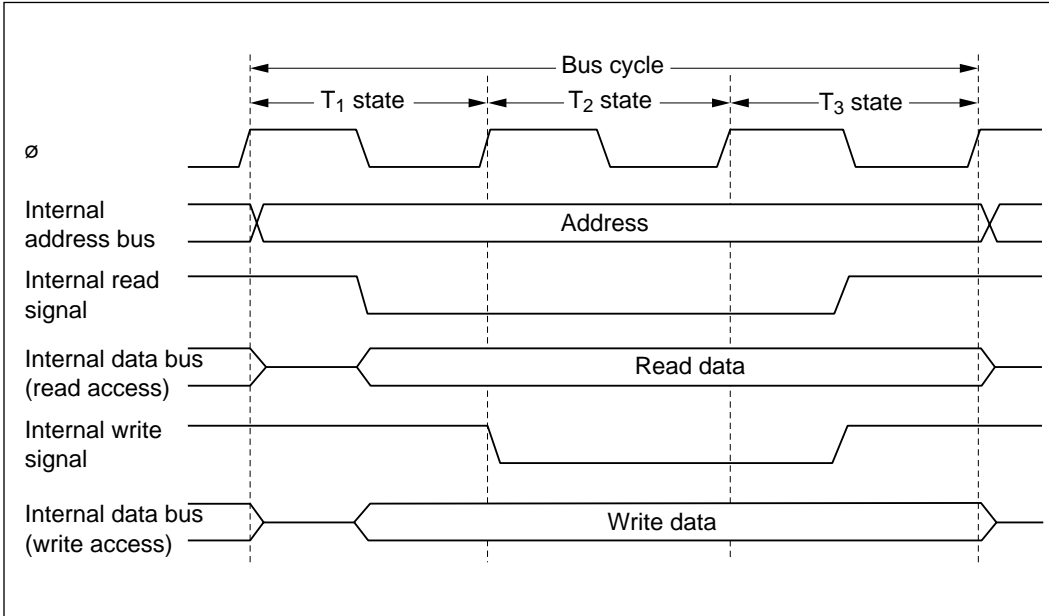 Bus cycle
T₁ state
T₂ state
T₃ state
ø
Internal
address bus
Address
Internal read
signal
Internal data bus
(read access)
Read data
Internal write
signal
Internal data bus
(write access)
Write data